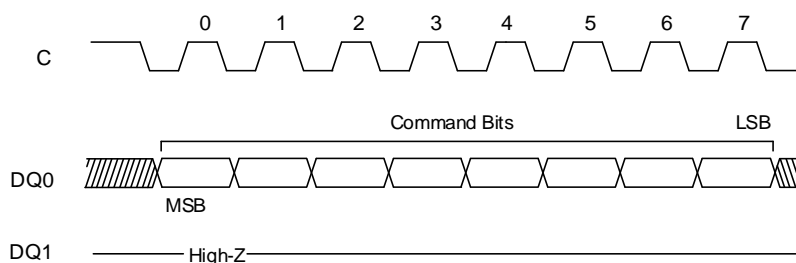 0 1 2 3 4 5 6 7
C
Command Bits LSB
DQ0
MSB
DQ1 High-Z